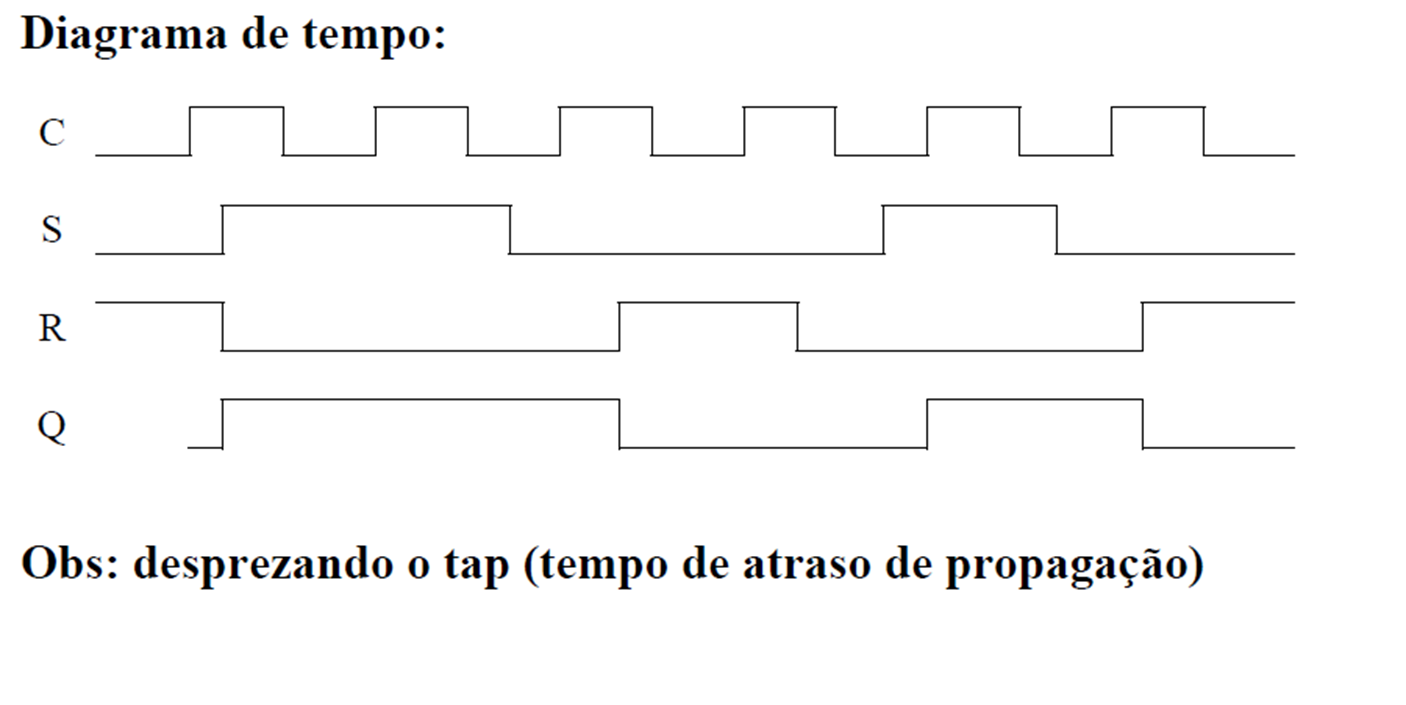 Diagrama de tempo:
C
S
R
Q
Obs: desprezando o tap (tempo de atraso de propagação)